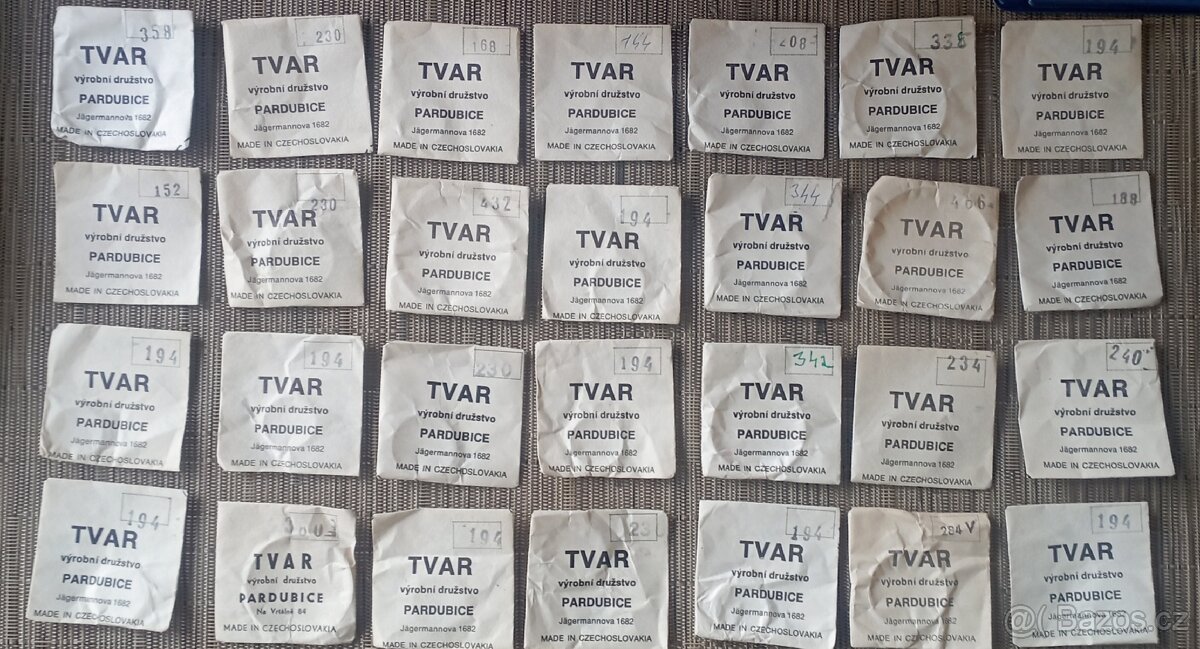 358
TVAR
výrobní družstvo
PARDUBICE
MADE IN CZECHOSLOVAKIA
230
TVAR
výrobní družstvo
PARDUBICE
Jägermannova 1682
MADE IN CZECHOSLOVAKIA
168
TVAR
výrobní družstvo
PARDUBICE
Jägermannova 1682
MADE IN CZECHOSLOVAKIA
144
TVAR
výrobní družstvo
PARDUBICE
Jägermannova 1682
MADE IN CZECHOSLOVAKIA
208
TVAR
výrobní družstvo
PARDUBICE
Jägermannova 1682
MADE IN CZECHOSLOVAKIA
338
TVAR
výrobní družstvo
PARDUBICE
Jägermannova 1682
MADE IN CZECHOSLOVAKIA
194
TVAR
výrobní družstvo
PARDUBICE
Jägermannova 1682
MADE IN CZECHOSLOVAKIA
152
TVAR
výrobní družstvo
PARDUBICE
Jägermannova 1682
MADE IN CZECHOSLOVAKIA
230
TVAR
výrobní družstvo
PARDUBICE
Jägermannova 1682
MADE IN CZECHOSLOVAKIA
432
TVAR
výrobní družstvo
PARDUBICE
Jägermannova 1682
MADE IN CZECHOSLOVAKIA
194
TVAR
výrobní družstvo
PARDUBICE
Jägermannova 1682
MADE IN CZECHOSLOVAKIA
344
TVAR
výrobní družstvo
PARDUBICE
Jägermannova 1682
MADE IN CZECHOSLOVAKIA
466
TVAR
výrobní družstvo
PARDUBICE
Jägermannova 1682
MADE IN CZECHOSLOVAKIA
188
TVAR
výrobní družstvo
PARDUBICE
Jägermannova 1682
MADE IN CZECHOSLOVAKIA
194
TVAR
výrobní družstvo
PARDUBICE
Jägermannova 1682
MADE IN CZECHOSLOVAKIA
194
TVAR
výrobní družstvo
PARDUBICE
Jägermannova 1682
MADE IN CZECHOSLOVAKIA
230
TVAR
výrobní družstvo
PARDUBICE
Jägermannova 1682
MADE IN CZECHOSLOVAKIA
194
TVAR
výrobní družstvo
PARDUBICE
Jägermannova 1682
MADE IN CZECHOSLOVAKIA
342
TVAR
výrobní družstvo
PARDUBICE
Jägermannova 1682
MADE IN CZECHOSLOVAKIA
234
TVAR
výrobní družstvo
PARDUBICE
Jägermannova 1682
MADE IN CZECHOSLOVAKIA
240
TVAR
výrobní družstvo
PARDUBICE
Jägermannova 1682
MADE IN CZECHOSLOVAKIA
194
TVAR
výrobní družstvo
PARDUBICE
Jägermannova 1682
MADE IN CZECHOSLOVAKIA
TVAR
výrobní družstvo
PARDUBICE
Na Vrtálně 84
MADE IN CZECHOSLOVAKIA
194
TVAR
výrobní družstvo
PARDUBICE
Jägermannova 1682
MADE IN CZECHOSLOVAKIA
TVAR
výrobní družstvo
PARDUBICE
Jägermannova 1682
MADE IN CZECHOSLOVAKIA
194
TVAR
výrobní družstvo
PARDUBICE
Jägermannova 1682
MADE IN CZECHOSLOVAKIA
284 V
TVAR
výrobní družstvo
PARDUBICE
Jägermannova 1682
MADE IN CZECHOSLOVAKIA
194
TVAR
výrobní družstvo
PARDUBICE
Jägermannova 1682
MADE IN CZECHOSLOVAKIA
@( Bazos.cz